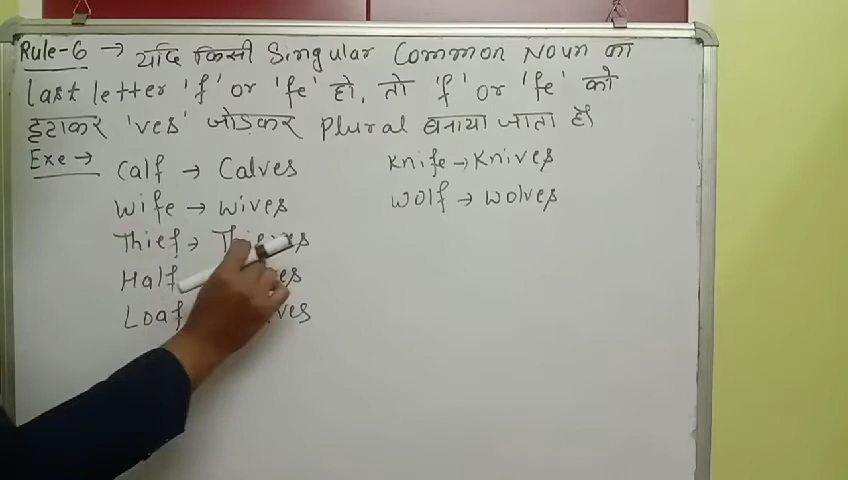 Rule-6 → यदि किसी Singular Common Noun का
last letter 'f' or 'fe' हो, तो 'f' or 'fe' को
हटाकर 'ves' जोडकर Plural बनाया जाता है।
Exe → Calf → Calves Knife → Knives
Wife → Wives Wolf → Wolves
Thief →
Half
Loaf